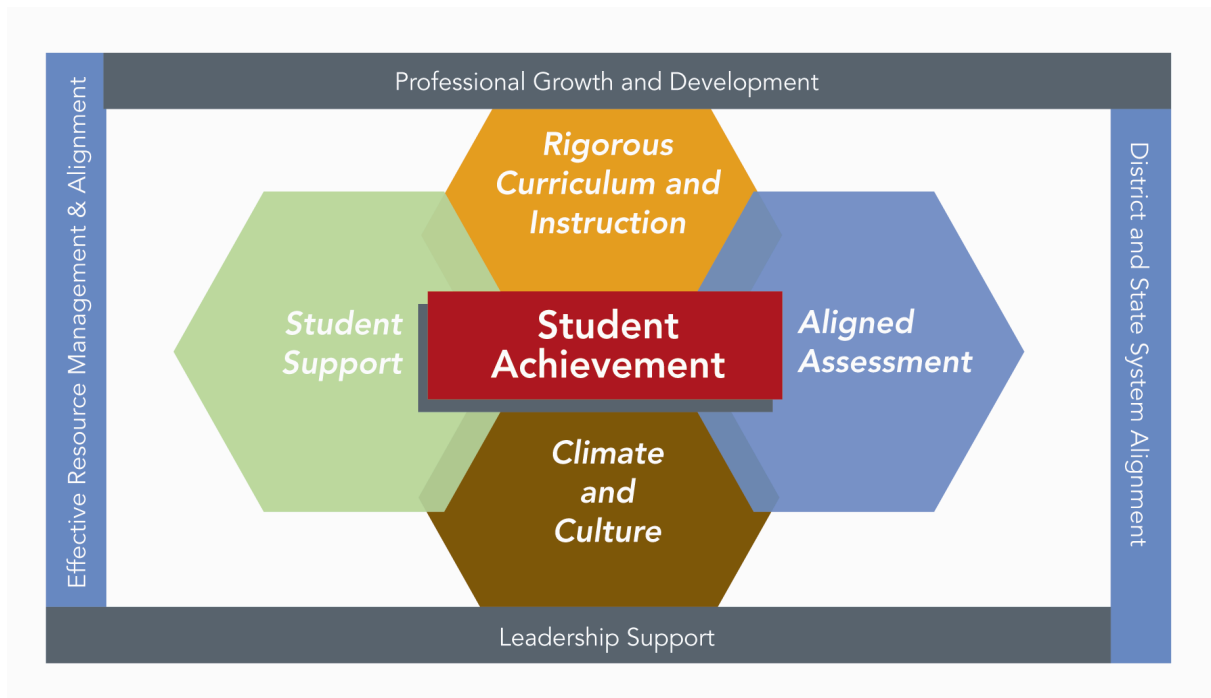 Professional Growth and Development
Effective Resource Management & Alignment
Rigorous
Curriculum and
Instruction
Student
Support
Student
Achievement
Aligned
Assessment
Climate
and
Culture
District and State System Alignment
Leadership Support